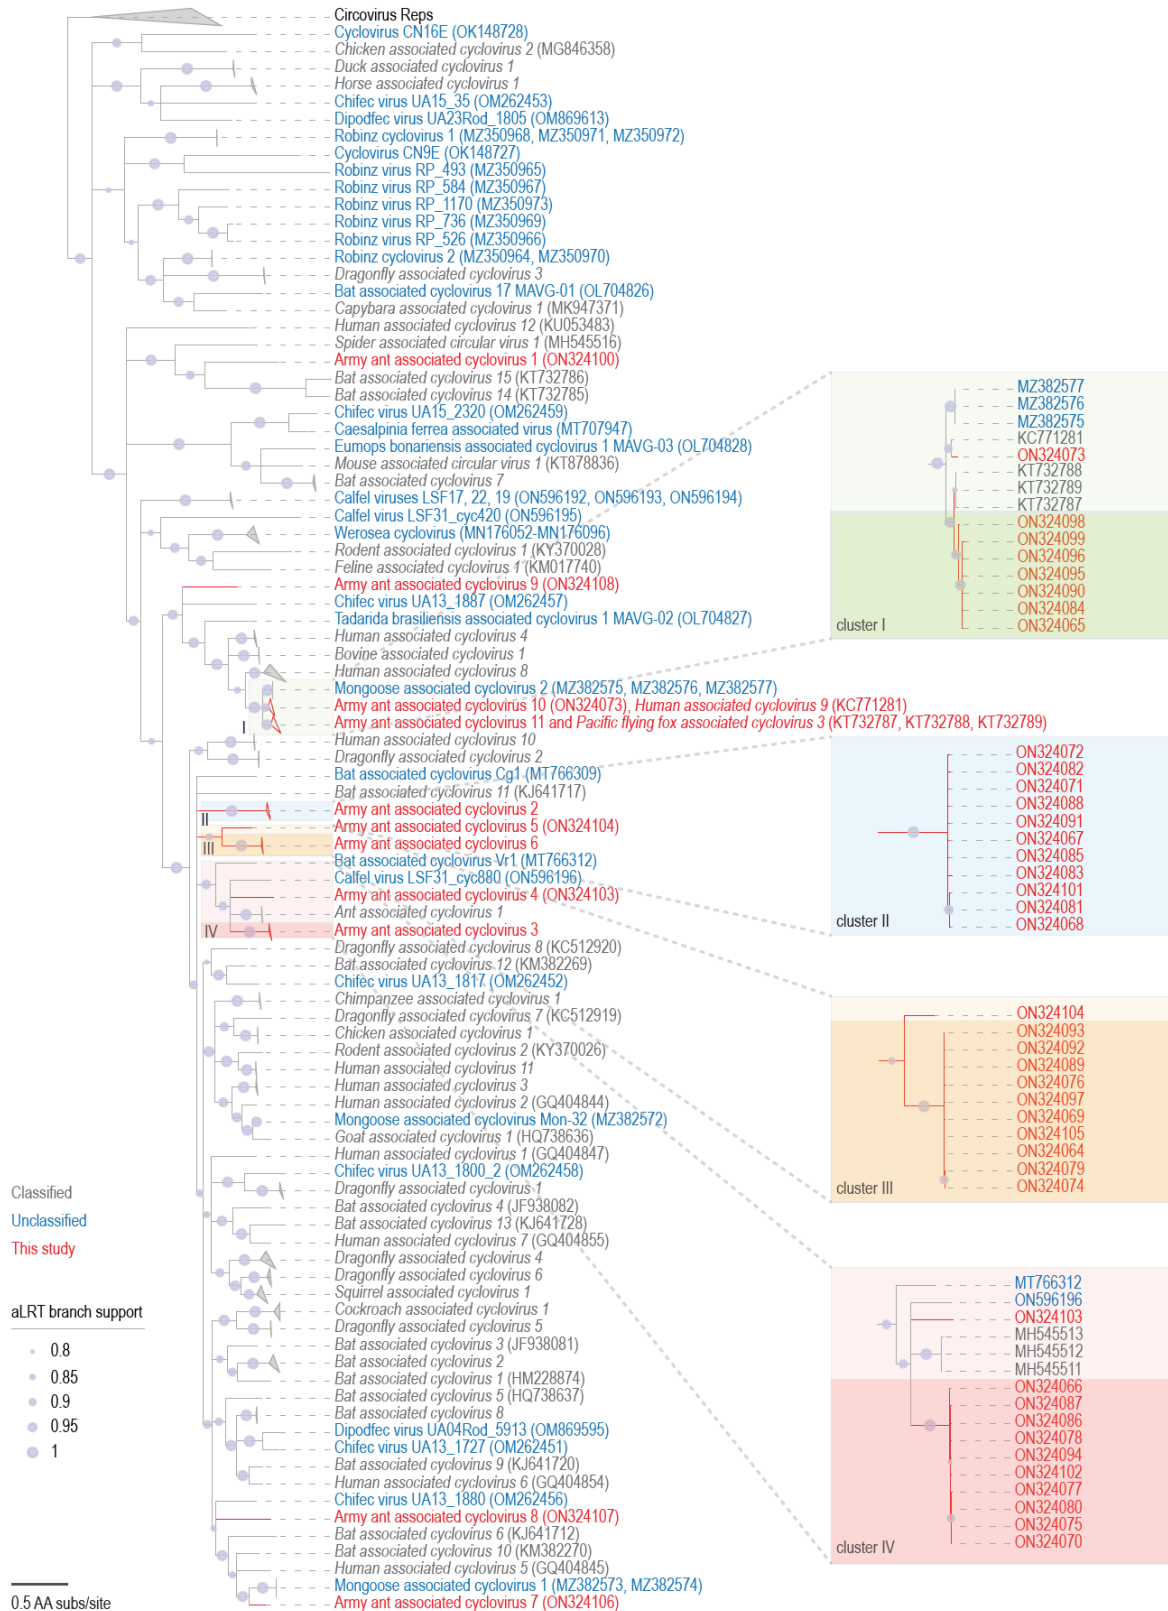 Circovirus Reps
Cyclovirus CN16E (OK148728)
Chicken associated cyclovirus 2 (MG846358)
Duck associated cyclovirus 1
Horse associated cyclovirus 1
Chifec virus UA15_35 (OM262453)
Dipodfec virus UA23Rod_1805 (OM869613)
Robinz cyclovirus 1 (MZ350968, MZ350971, MZ350972)
Cyclovirus CN9E (OK148727)
Robinz virus RP_493 (MZ350965)
Robinz virus RP_584 (MZ350967)
Robinz virus RP_1170 (MZ350973)
Robinz virus RP_736 (MZ350969)
Robinz virus RP_526 (MZ350966)
Robinz cyclovirus 2 (MZ350964, MZ350970)
Dragonfly associated cyclovirus 3
Bat associated cyclovirus 17 MAVG-01 (OL704826)
Capybara associated cyclovirus 1 (MK947371)
Human associated cyclovirus 12 (KU053483)
Spider associated circular virus 1 (MH545516)
Army ant associated cyclovirus 1 (ON324100)
Bat associated cyclovirus 15 (KT732786)
Bat associated cyclovirus 14 (KT732785)
Chifec virus UA15_2320 (OM262459)
Caesalpinia ferrea associated virus (MT707947)
Eumops bonariensis associated cyclovirus 1 MAVG-03 (OL704828)
Mouse associated circular virus 1 (KT878836)
Bat associated cyclovirus 7
Calfel viruses LSF17, 22, 19 (ON596192, ON596193, ON596194)
Calfel virus LSF31_cyc420 (ON596195)
Werosea cyclovirus (MN176052-MN176096)
Rodent associated cyclovirus 1 (KY370028)
Feline associated cyclovirus 1 (KM017740)
Army ant associated cyclovirus 9 (ON324108)
Chifec virus UA13_1887 (OM262457)
Tadarida brasiliensis associated cyclovirus 1 MAVG-02 (OL704827)
Human associated cyclovirus 4
Bovine associated cyclovirus 1
Human associated cyclovirus 8
Mongoose associated cyclovirus 2 (MZ382575, MZ382576, MZ382577)
Army ant associated cyclovirus 10 (ON324073), Human associated cyclovirus 9 (KC771281)
I Army ant associated cyclovirus 11 and Pacific flying fox associated cyclovirus 3 (KT732787, KT732788, KT732789)
Human associated cyclovirus 10
Dragonfly associated cyclovirus 2
Bat associated cyclovirus Cg1 (MT766309)
Bat associated cyclovirus 11 (KJ641717)
II Army ant associated cyclovirus 2
Army ant associated cyclovirus 5 (ON324104)
III Army ant associated cyclovirus 6
Bat associated cyclovirus Vr1 (MT766312)
Calfel virus LSF31_cyc880 (ON596196)
Army ant associated cyclovirus 4 (ON324103)
Ant associated cyclovirus 1
IV Army ant associated cyclovirus 3
Dragonfly associated cyclovirus 8 (KC512920)
Bat associated cyclovirus 12 (KM382269)
Chifec virus UA13_1817 (OM262452)
Chimpanzee associated cyclovirus 1
Dragonfly associated cyclovirus 7 (KC512919)
Chicken associated cyclovirus 1
Rodent associated cyclovirus 2 (KY370026)
Human associated cyclovirus 11
Human associated cyclovirus 3
Human associated cyclovirus 2 (GQ404844)
Mongoose associated cyclovirus Mon-32 (MZ382572)
Goat associated cyclovirus 1 (HQ738636)
Human associated cyclovirus 1 (GQ404847)
Chifec virus UA13_1800_2 (OM262458)
Dragonfly associated cyclovirus 1
Bat associated cyclovirus 4 (JF938082)
Bat associated cyclovirus 13 (KJ641728)
Human associated cyclovirus 7 (GQ404855)
Dragonfly associated cyclovirus 4
Dragonfly associated cyclovirus 6
Squirrel associated cyclovirus 1
Cockroach associated cyclovirus 1
Dragonfly associated cyclovirus 5
Bat associated cyclovirus 3 (JF938081)
Bat associated cyclovirus 2
Bat associated cyclovirus 1 (HM228874)
Bat associated cyclovirus 5 (HQ738637)
Bat associated cyclovirus 8
Dipodfec virus UA04Rod_5913 (OM869595)
Chifec virus UA13_1727 (OM262451)
Bat associated cyclovirus 9 (KJ641720)
Human associated cyclovirus 6 (GQ404854)
Chifec virus UA13_1880 (OM262456)
Army ant associated cyclovirus 8 (ON324107)
Bat associated cyclovirus 6 (KJ641712)
Bat associated cyclovirus 10 (KM382270)
Human associated cyclovirus 5 (GQ404845)
Mongoose associated cyclovirus 1 (MZ382573, MZ382574)
Army ant associated cyclovirus 7 (ON324106)
Classified
Unclassified
This study
aLRT branch support
0.8
0.85
0.9
0.95
1
0.5 AA subs/site
MZ382577
MZ382576
MZ382575
KC771281
ON324073
KT732788
KT732789
KT732787
ON324098
ON324099
ON324096
ON324095
ON324090
ON324084
ON324065
cluster I
ON324072
ON324082
ON324071
ON324088
ON324091
ON324067
ON324085
ON324083
ON324101
ON324081
ON324068
cluster II
ON324104
ON324093
ON324092
ON324089
ON324076
ON324097
ON324069
ON324105
ON324064
ON324079
ON324074
cluster III
MT766312
ON596196
ON324103
MH545513
MH545512
MH545511
ON324066
ON324087
ON324086
ON324078
ON324094
ON324102
ON324077
ON324080
ON324075
ON324070
cluster IV